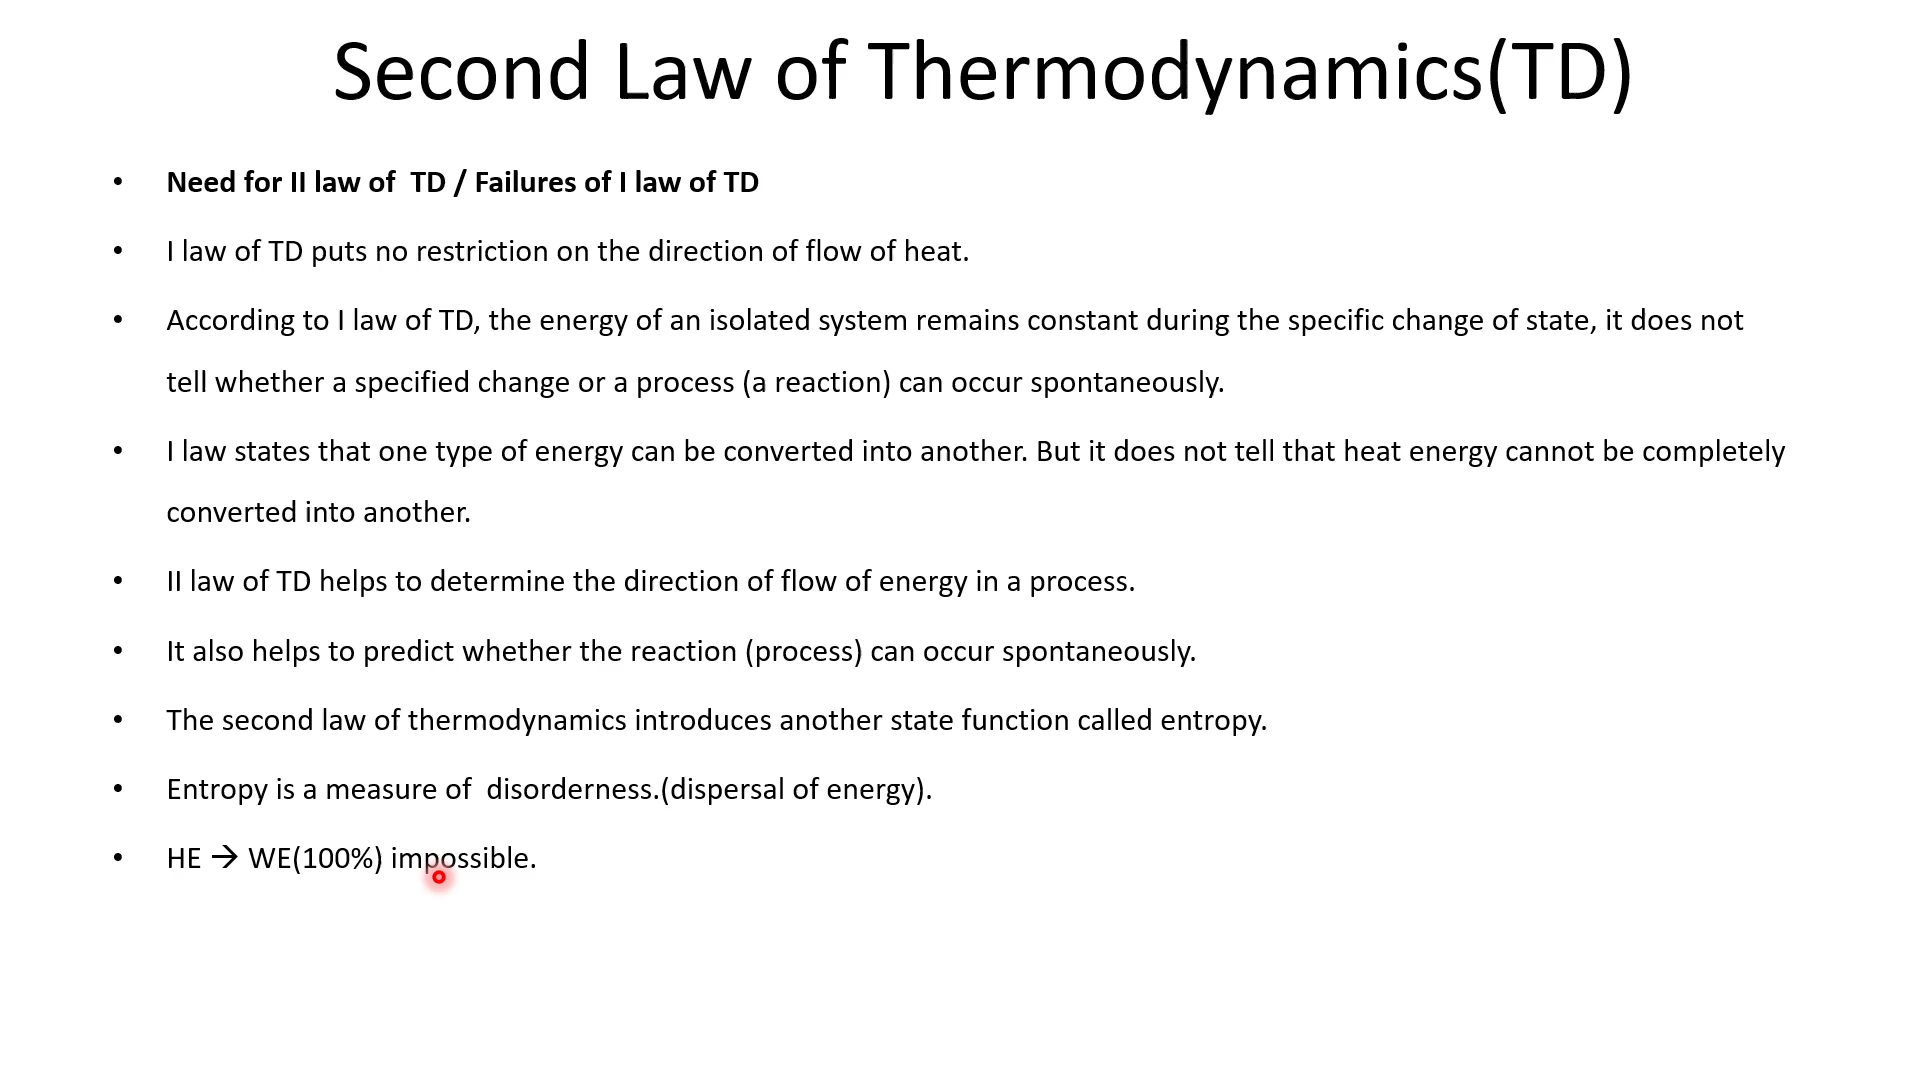 Second Law of Thermodynamics(TD)
• Need for II law of  TD / Failures of I law of TD
• I law of TD puts no restriction on the direction of flow of heat.
• According to I law of TD, the energy of an isolated system remains constant during the specific change of state, it does not
tell whether a specified change or a process (a reaction) can occur spontaneously.
• I law states that one type of energy can be converted into another. But it does not tell that heat energy cannot be completely
converted into another.
• II law of TD helps to determine the direction of flow of energy in a process.
• It also helps to predict whether the reaction (process) can occur spontaneously.
• The second law of thermodynamics introduces another state function called entropy.
• Entropy is a measure of  disorderness.(dispersal of energy).
• HE → WE(100%) impossible.